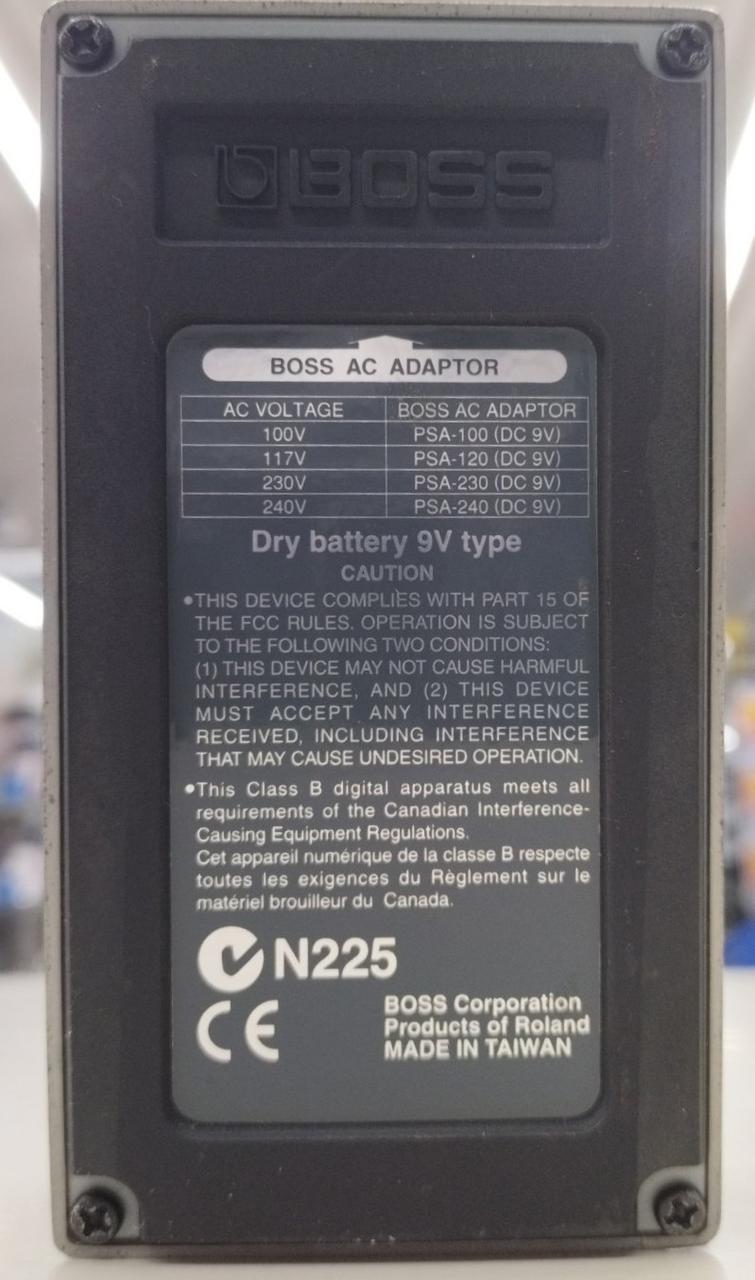 BOSS
BOSS AC ADAPTOR
AC VOLTAGE BOSS AC ADAPTOR
100V PSA-100 (DC 9V)
117V PSA-120 (DC 9V)
230V PSA-230 (DC 9V)
240V PSA-240 (DC 9V)
Dry battery 9V type
CAUTION
•THIS DEVICE COMPLIES WITH PART 15 OF
THE FCC RULES. OPERATION IS SUBJECT
TO THE FOLLOWING TWO CONDITIONS:
(1) THIS DEVICE MAY NOT CAUSE HARMFUL
INTERFERENCE, AND (2) THIS DEVICE
MUST ACCEPT ANY INTERFERENCE
RECEIVED, INCLUDING INTERFERENCE
THAT MAY CAUSE UNDESIRED OPERATION.
•This Class B digital apparatus meets all
requirements of the Canadian Interference-
Causing Equipment Regulations.
Cet appareil numérique de la classe B respecte
toutes les exigences du Règlement sur le
matériel brouilleur du Canada.
N225
CE
BOSS Corporation
Products of Roland
MADE IN TAIWAN